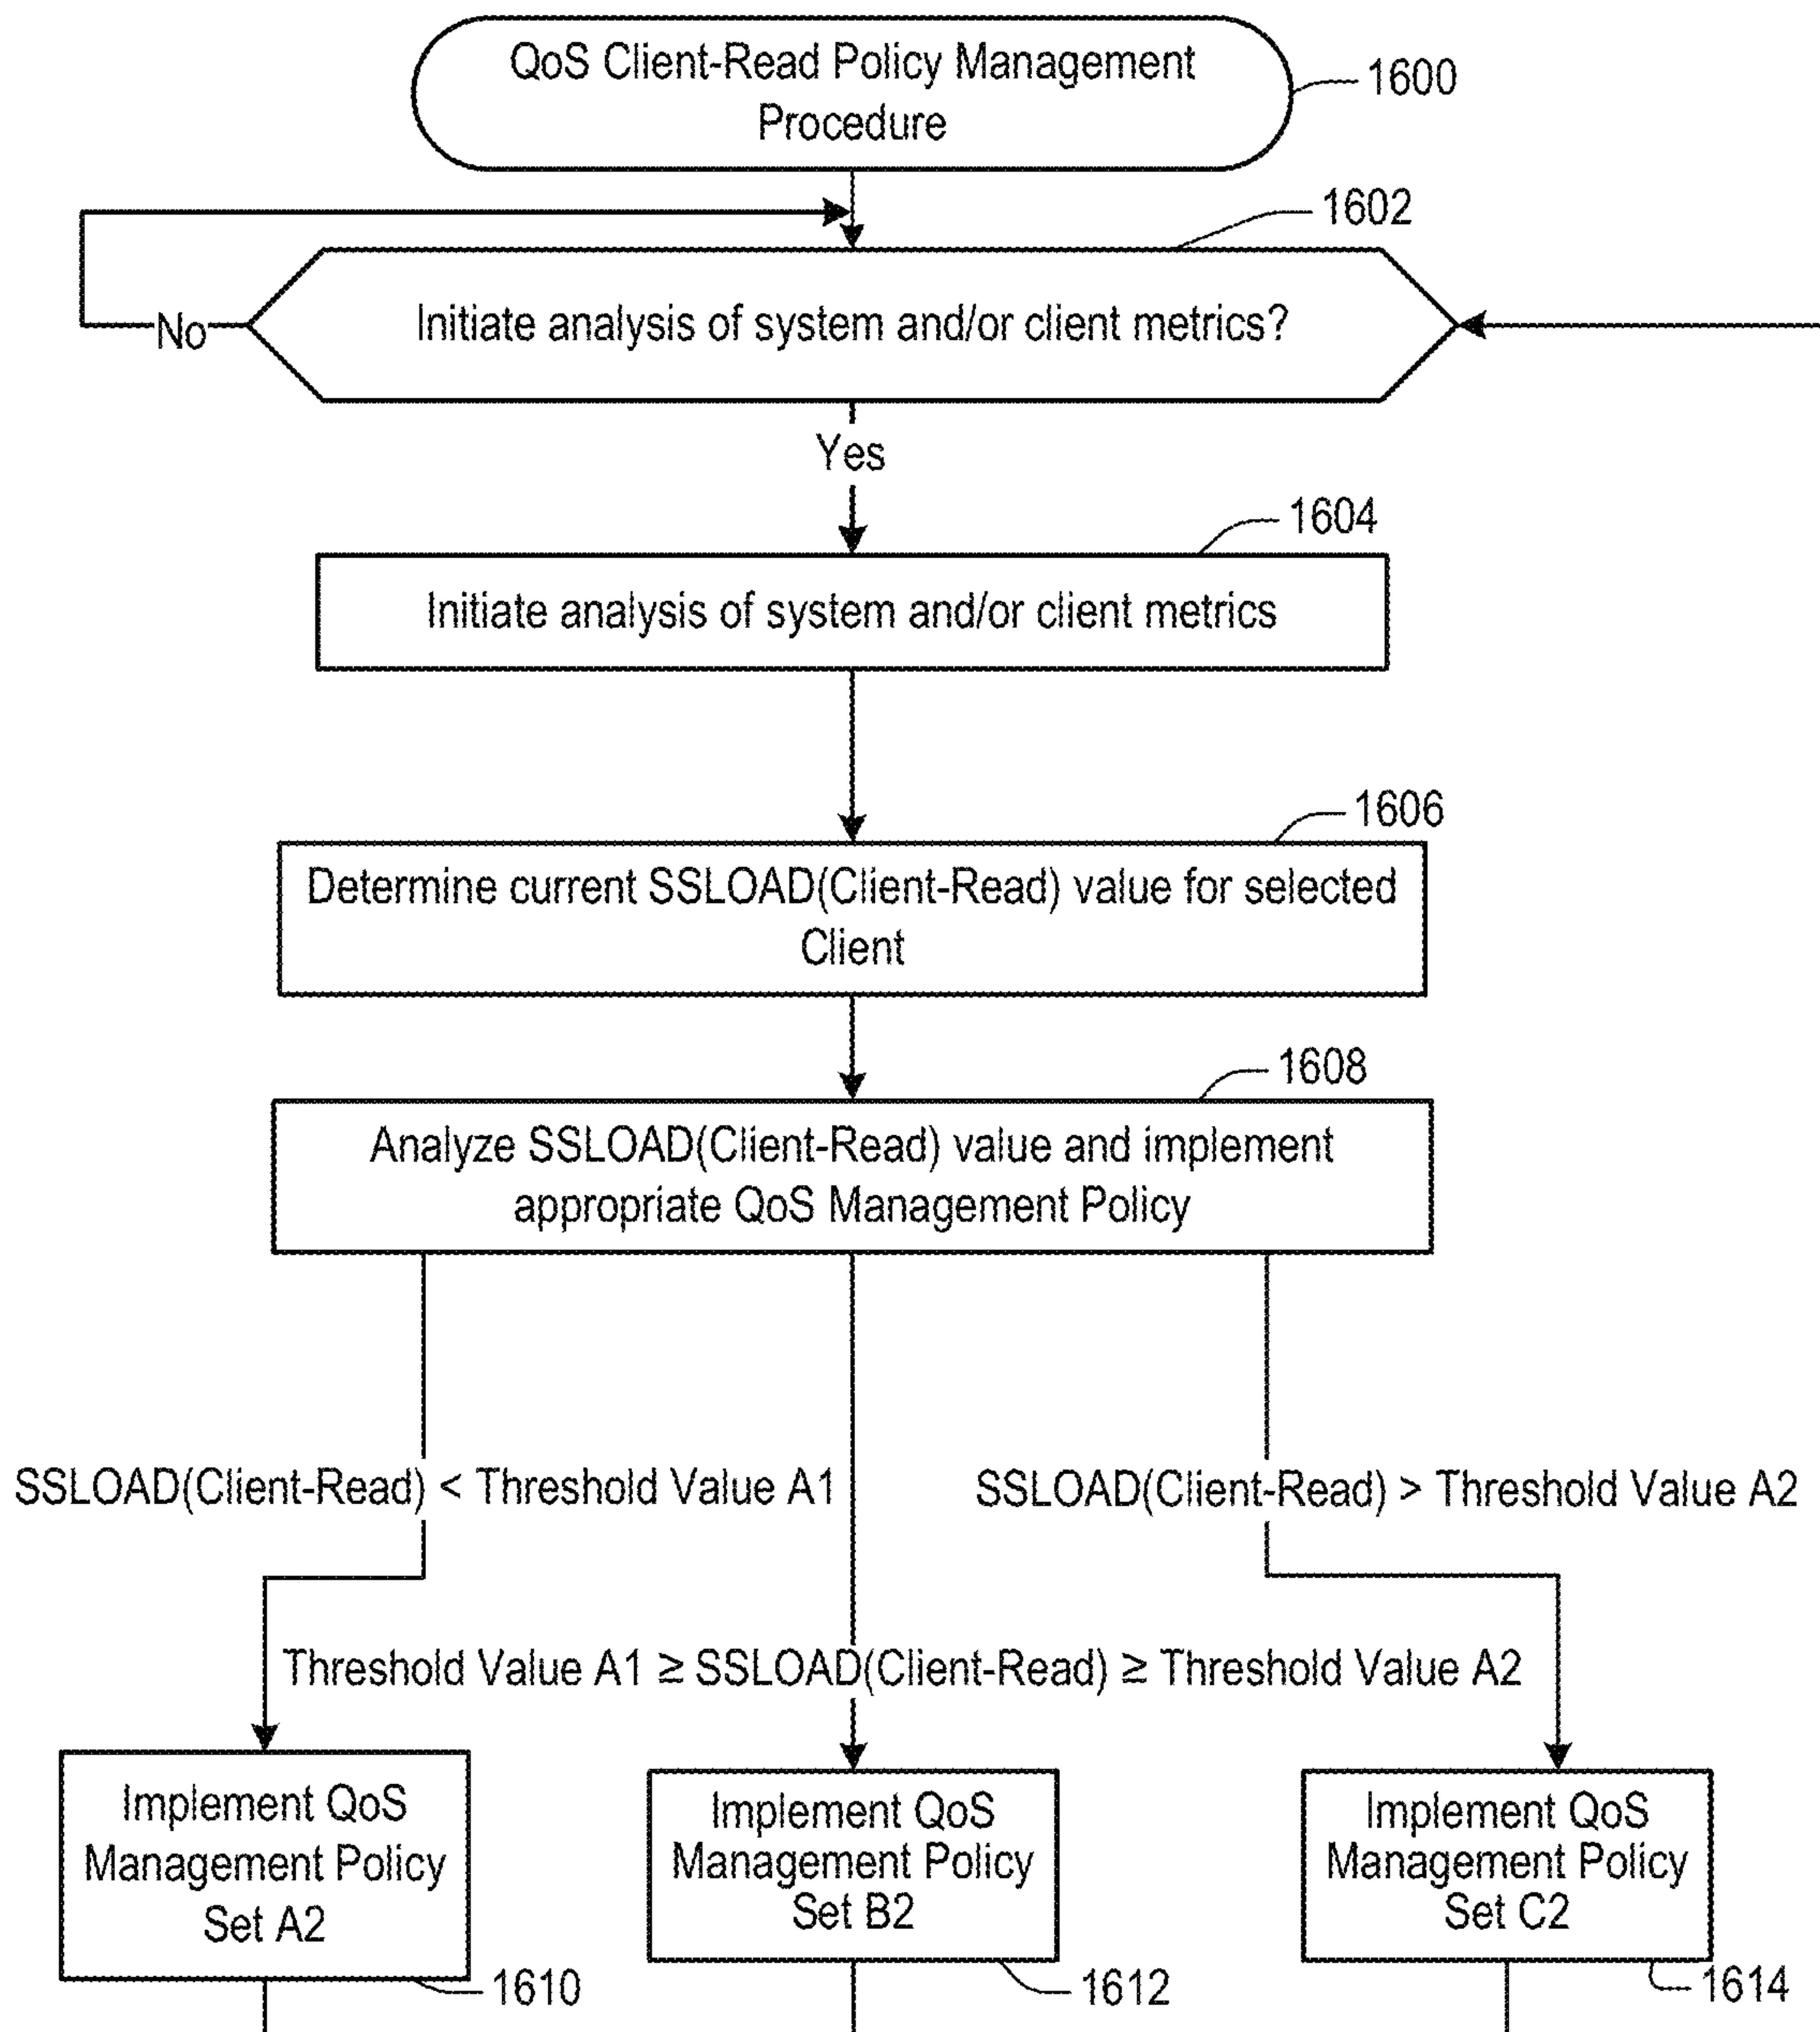 QoS Client-Read Policy Management
Procedure
1600
1602
Initiate analysis of system and/or client metrics?
No
Yes
1604
Initiate analysis of system and/or client metrics
1606
Determine current SSLOAD(Client-Read) value for selected
Client
1608
Analyze SSLOAD(Client-Read) value and implement
appropriate QoS Management Policy
SSLOAD(Client-Read) < Threshold Value A1
SSLOAD(Client-Read) > Threshold Value A2
Threshold Value A1 ≥ SSLOAD(Client-Read) ≥ Threshold Value A2
Implement QoS
Management Policy
Set A2
1610
Implement QoS
Management Policy
Set B2
1612
Implement QoS
Management Policy
Set C2
1614